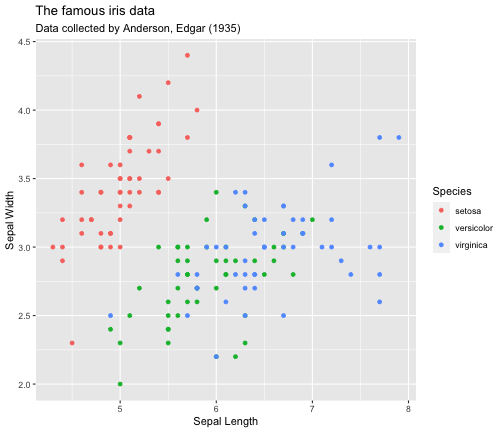 The famous iris data
Data collected by Anderson, Edgar (1935)
4.5
4.0
3.5
3.0
2.5
2.0
Sepal Width
5
6
7
8
Sepal Length
Species
setosa
versicolor
virginica